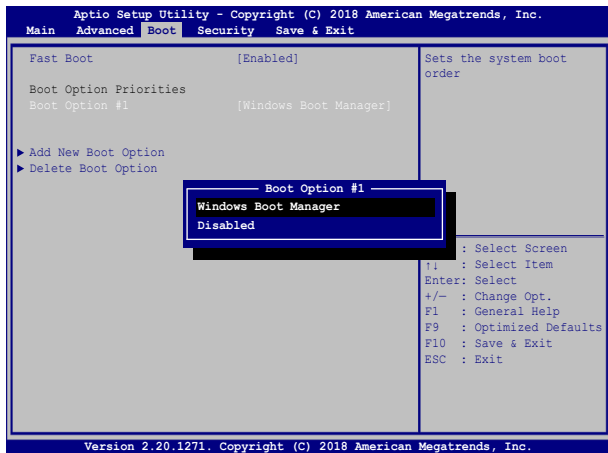 Aptio Setup Utility - Copyright (C) 2018 American Megatrends, Inc.
Main Advanced Boot Security Save & Exit
Fast Boot [Enabled]
Boot Option Priorities
Boot Option #1 [Windows Boot Manager]
▶ Add New Boot Option
▶ Delete Boot Option
Boot Option #1
Windows Boot Manager
Disabled
Sets the system boot
order
: Select Screen
↑↓ : Select Item
Enter: Select
+/— : Change Opt.
F1 : General Help
F9 : Optimized Defaults
F10 : Save & Exit
ESC : Exit
Version 2.20.1271. Copyright (C) 2018 American Megatrends, Inc.